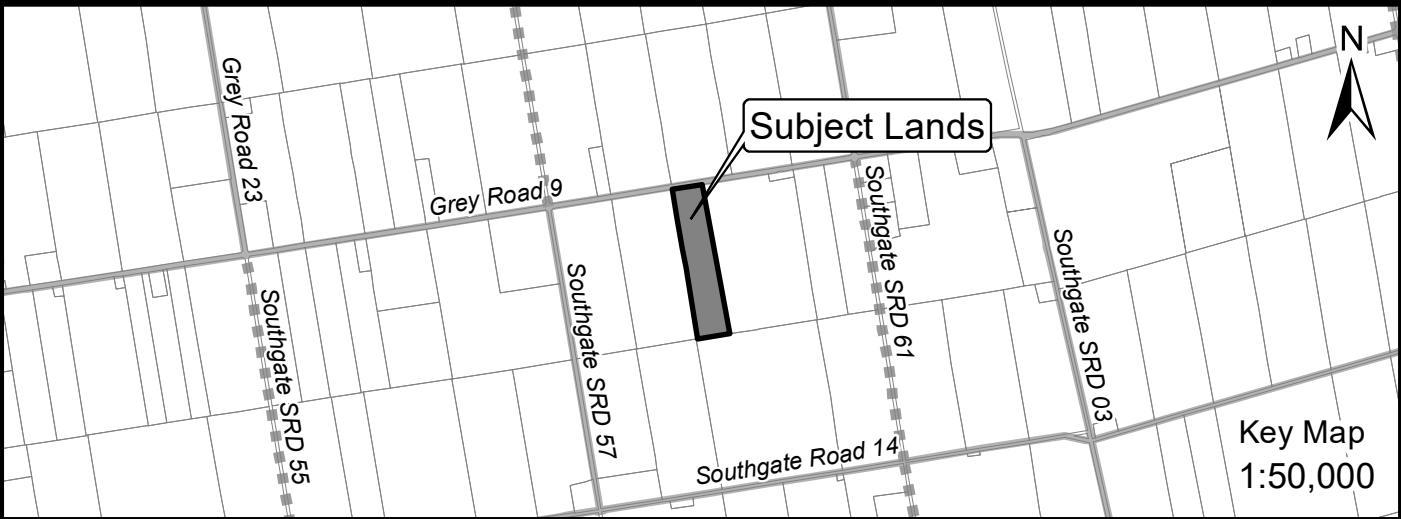 N
Grey Road 23
Subject Lands
Grey Road 9
Southgate SRD 61
Southgate SRD 03
Southgate SRD 57
Southgate SRD 55
Southgate Road 14
Key Map
1:50,000